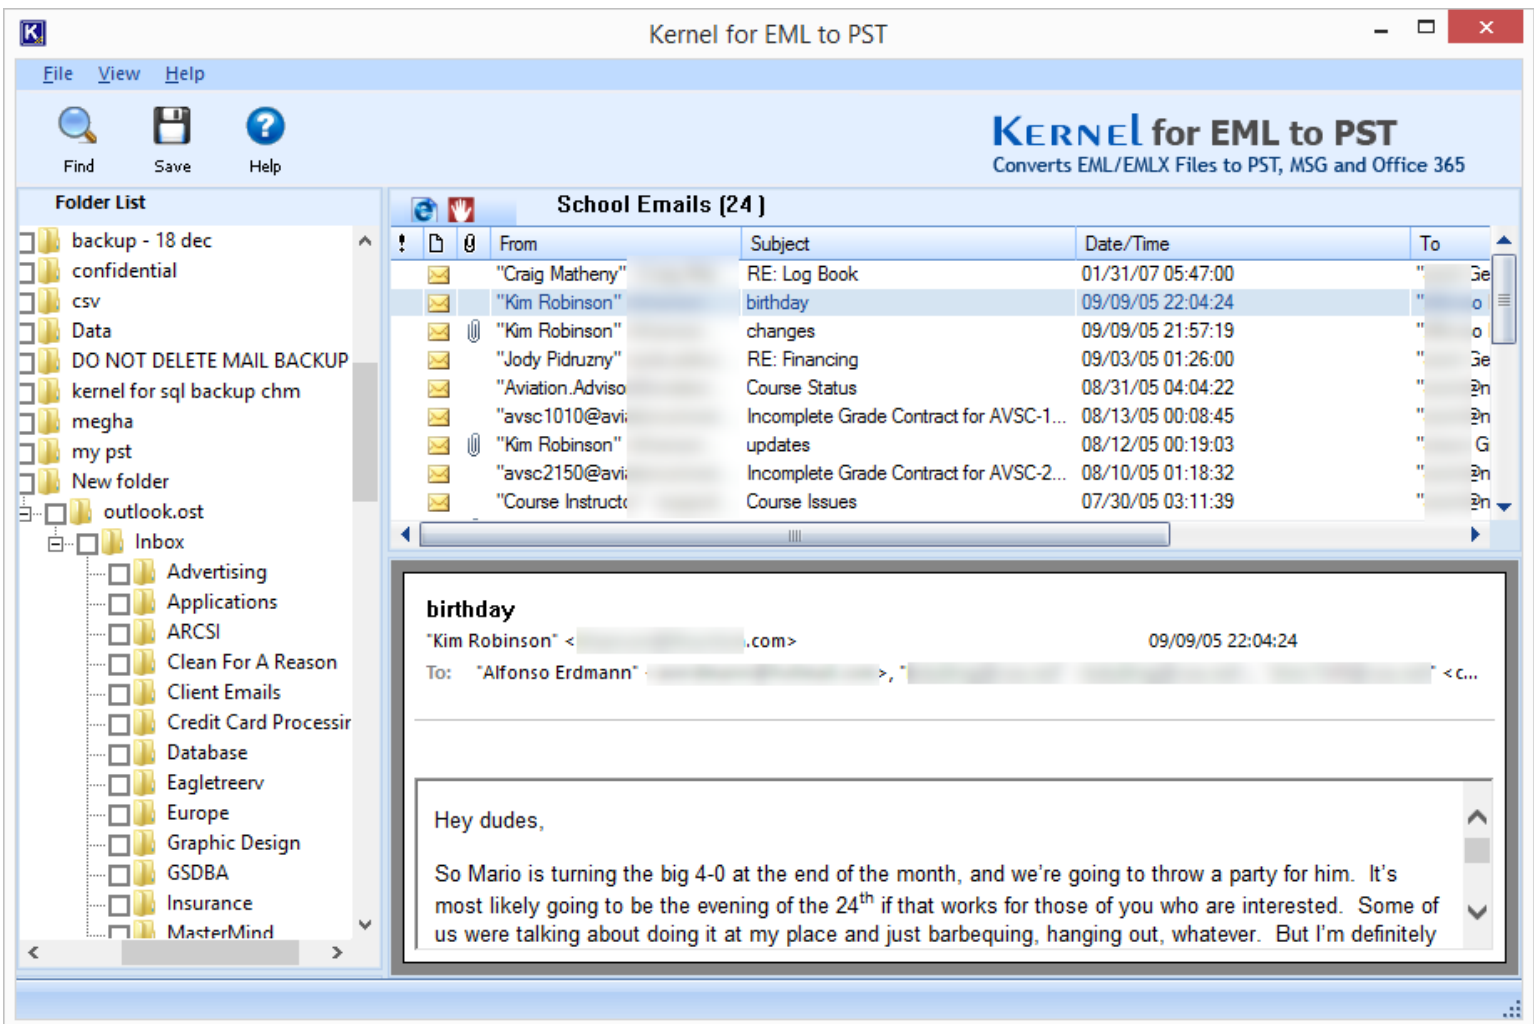 Kernel for EML to PST
File View Help
Find Save Help
KERNEL for EML to PST
Converts EML/EMLX Files to PST, MSG and Office 365
Folder List
backup - 18 dec
confidential
csv
Data
DO NOT DELETE MAIL BACKUP
kernel for sql backup chm
megha
my pst
New folder
outlook.ost
Inbox
Advertising
Applications
ARCSI
Clean For A Reason
Client Emails
Credit Card Processin
Database
Eagletreerv
Europe
Graphic Design
GSDBA
Insurance
MasterMind
School Emails (24 )
! From Subject Date/Time To
"Craig Matheny" RE: Log Book 01/31/07 05:47:00 " Ge
"Kim Robinson" birthday 09/09/05 22:04:24 " o
"Kim Robinson" changes 09/09/05 21:57:19 " o
"Jody Pidruzny" RE: Financing 09/03/05 01:26:00 " Ge
"Aviation.Adviso Course Status 08/31/05 04:04:22 " @n
"avsc1010@avia Incomplete Grade Contract for AVSC-1... 08/13/05 00:08:45 " @n
"Kim Robinson" updates 08/12/05 00:19:03 " G
"avsc2150@avia Incomplete Grade Contract for AVSC-2... 08/10/05 01:18:32 " @n
"Course Instructo Course Issues 07/30/05 03:11:39 " @n
birthday
"Kim Robinson" < .com> 09/09/05 22:04:24
To: "Alfonso Erdmann" >, " " <c...
Hey dudes,
So Mario is turning the big 4-0 at the end of the month, and we're going to throw a party for him. It's
most likely going to be the evening of the 24th if that works for those of you who are interested. Some of
us were talking about doing it at my place and just barbequing, hanging out, whatever. But I'm definitely